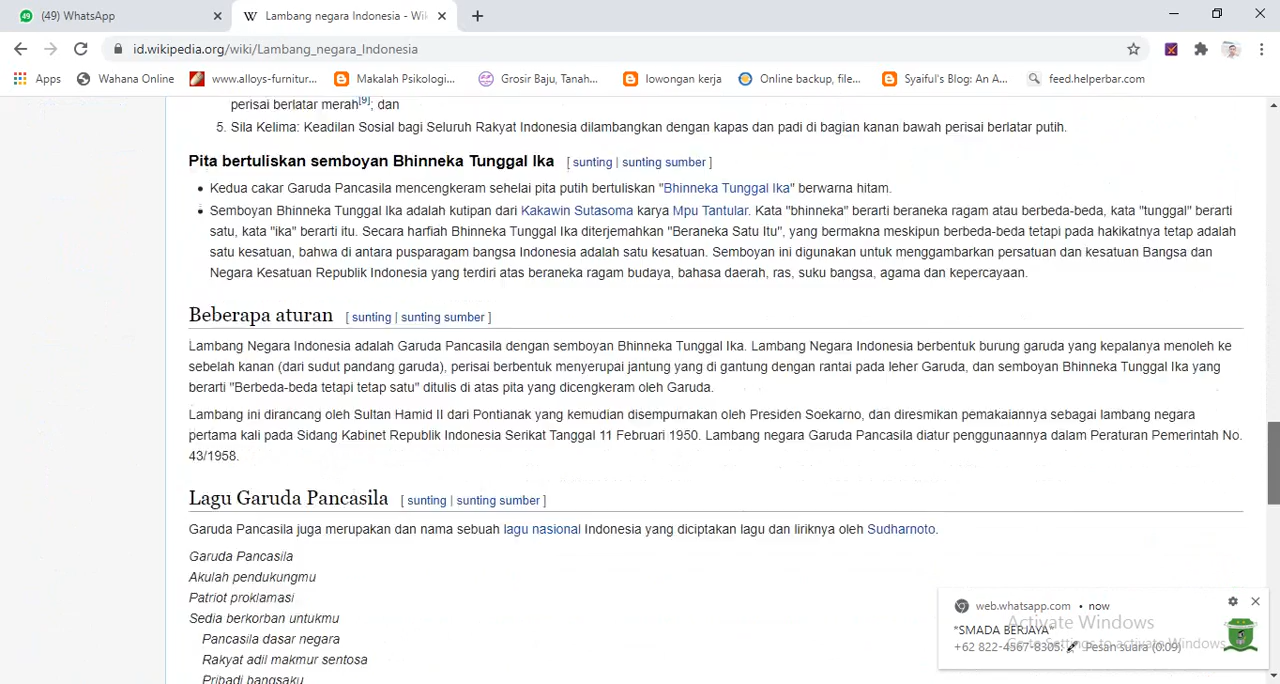 49
(49) WhatsApp
W
Lambang negara Indonesia - Wik
id.wikipedia.org/wiki/Lambang_negara_Indonesia
Apps
Wahana Online
www.alloys-furnitur...
Makalah Psikologi...
Grosir Baju, Tanah...
lowongan kerja
Online backup, file...
Syaiful's Blog: An A...
feed.helperbar.com
perisai berlatar merah[9]; dan
5. Sila Kelima: Keadilan Sosial bagi Seluruh Rakyat Indonesia dilambangkan dengan kapas dan padi di bagian kanan bawah perisai berlatar putih.
Pita bertuliskan semboyan Bhinneka Tunggal Ika [ sunting | sunting sumber ]
• Kedua cakar Garuda Pancasila mencengkeram sehelai pita putih bertuliskan "Bhinneka Tunggal Ika" berwarna hitam.
• Semboyan Bhinneka Tunggal Ika adalah kutipan dari Kakawin Sutasoma karya Mpu Tantular. Kata "bhinneka" berarti beraneka ragam atau berbeda-beda, kata "tunggal" berarti
satu, kata "ika" berarti itu. Secara harfiah Bhinneka Tunggal Ika diterjemahkan "Beraneka Satu Itu", yang bermakna meskipun berbeda-beda tetapi pada hakikatnya tetap adalah
satu kesatuan, bahwa di antara pusparagam bangsa Indonesia adalah satu kesatuan. Semboyan ini digunakan untuk menggambarkan persatuan dan kesatuan Bangsa dan
Negara Kesatuan Republik Indonesia yang terdiri atas beraneka ragam budaya, bahasa daerah, ras, suku bangsa, agama dan kepercayaan.
Beberapa aturan [ sunting | sunting sumber ]
Lambang Negara Indonesia adalah Garuda Pancasila dengan semboyan Bhinneka Tunggal Ika. Lambang Negara Indonesia berbentuk burung garuda yang kepalanya menoleh ke
sebelah kanan (dari sudut pandang garuda), perisai berbentuk menyerupai jantung yang di gantung dengan rantai pada leher Garuda, dan semboyan Bhinneka Tunggal Ika yang
berarti "Berbeda-beda tetapi tetap satu" ditulis di atas pita yang dicengkeram oleh Garuda.
Lambang ini dirancang oleh Sultan Hamid II dari Pontianak yang kemudian disempurnakan oleh Presiden Soekarno, dan diresmikan pemakaiannya sebagai lambang negara
pertama kali pada Sidang Kabinet Republik Indonesia Serikat Tanggal 11 Februari 1950. Lambang negara Garuda Pancasila diatur penggunaannya dalam Peraturan Pemerintah No.
43/1958.
Lagu Garuda Pancasila [ sunting | sunting sumber ]
Garuda Pancasila juga merupakan dan nama sebuah lagu nasional Indonesia yang diciptakan lagu dan liriknya oleh Sudharnoto.
Garuda Pancasila
Akulah pendukungmu
Patriot proklamasi
Sedia berkorban untukmu
Pancasila dasar negara
Rakyat adil makmur sentosa
Pribadi bangsaku
web.whatsapp.com • now
Activate Windows
"SMADA BERJAYA"
Go to Settings to activate Windows.
+62 822-4567-8305: Pesan suara (0:09)